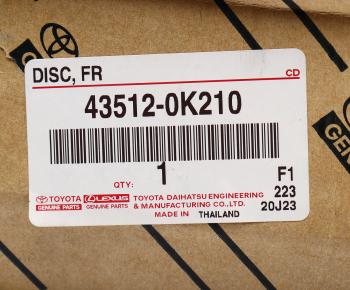 DISC, FR
CD
43512-0K210
QTY: 1
F1
223
20J23
TOYOTA
GENUINE PARTS
LEXUS
GENUINE PARTS
TOYOTA DAIHATSU ENGINEERING
& MANUFACTURING CO.,LTD.
MADE IN THAILAND
GENUI